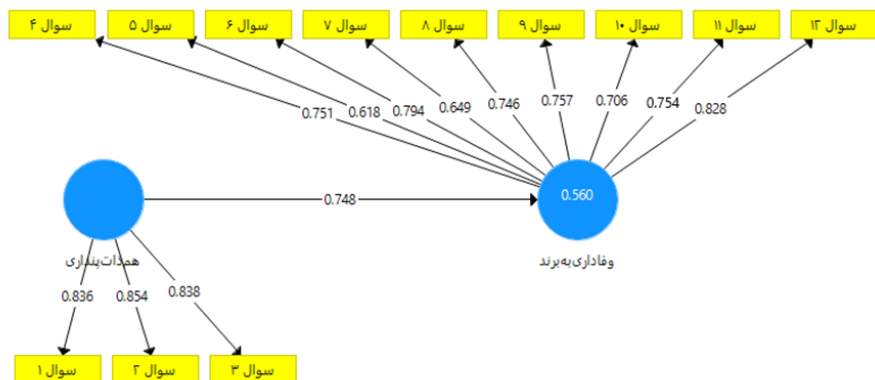 سوال ۴
سوال ۵
سوال ۶
سوال ۷
سوال ۸
سوال ۹
سوال ۱۰
سوال ۱۱
سوال ۱۲
0.751
0.618
0.794
0.649
0.746
0.757
0.706
0.754
0.828
0.748
0.560
همذات‌پنداری
وفاداری‌به‌برند
0.836
0.854
0.838
سوال ۱
سوال ۲
سوال ۳